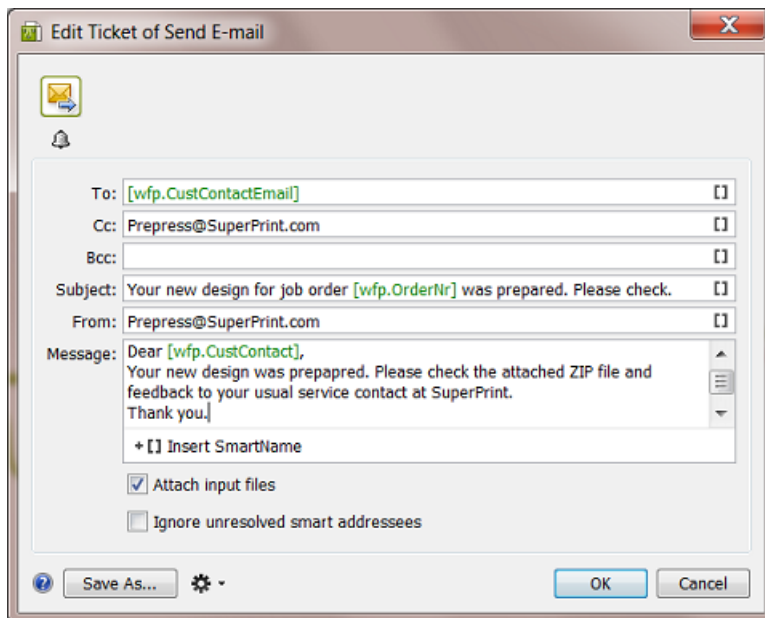 Edit Ticket of Send E-mail
To: [wfp.CustContactEmail] []
Cc: Prepress@SuperPrint.com []
Bcc: []
Subject: Your new design for job order [wfp.OrderNr] was prepared. Please check. []
From: Prepress@SuperPrint.com []
Message: Dear [wfp.CustContact],
Your new design was prepapred. Please check the attached ZIP file and
feedback to your usual service contact at SuperPrint.
Thank you.
+ [] Insert SmartName
Attach input files
Ignore unresolved smart addressees
? Save As... OK Cancel